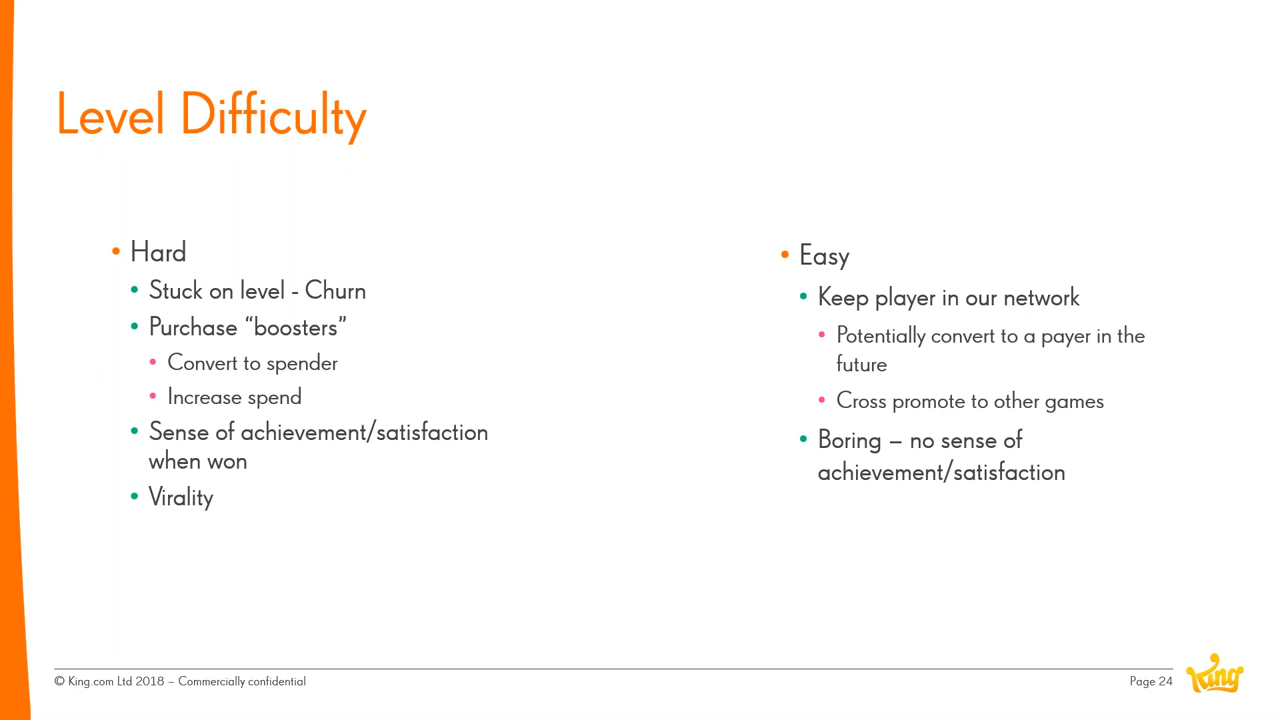 Level Difficulty
• Hard
• Stuck on level - Churn
• Purchase “boosters”
• Convert to spender
• Increase spend
• Sense of achievement/satisfaction
when won
• Virality
• Easy
• Keep player in our network
• Potentially convert to a payer in the
future
• Cross promote to other games
• Boring – no sense of
achievement/satisfaction
© King.com Ltd 2018 – Commercially confidential
Page 24
King